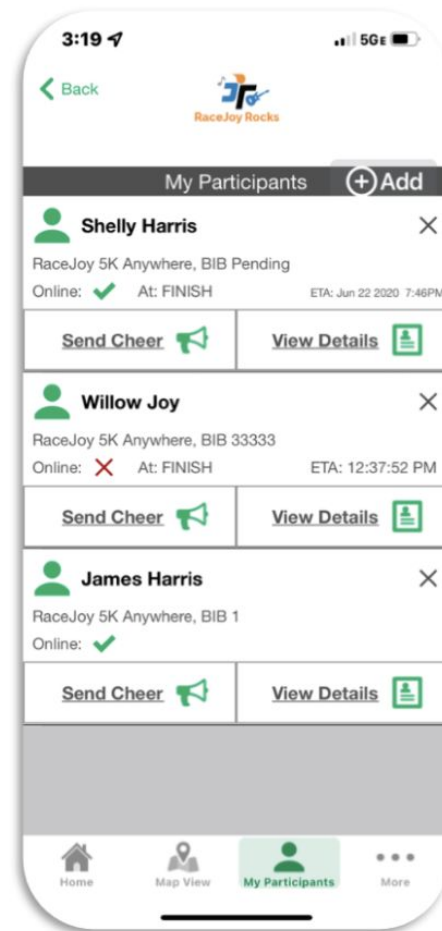 3:19 5GE
Back
RaceJoy Rocks
My Participants + Add
Shelly Harris
RaceJoy 5K Anywhere, BIB Pending
Online: At: FINISH ETA: Jun 22 2020 7:46PM
Send Cheer View Details
Willow Joy
RaceJoy 5K Anywhere, BIB 33333
Online: At: FINISH ETA: 12:37:52 PM
Send Cheer View Details
James Harris
RaceJoy 5K Anywhere, BIB 1
Online:
Send Cheer View Details
Home Map View My Participants More